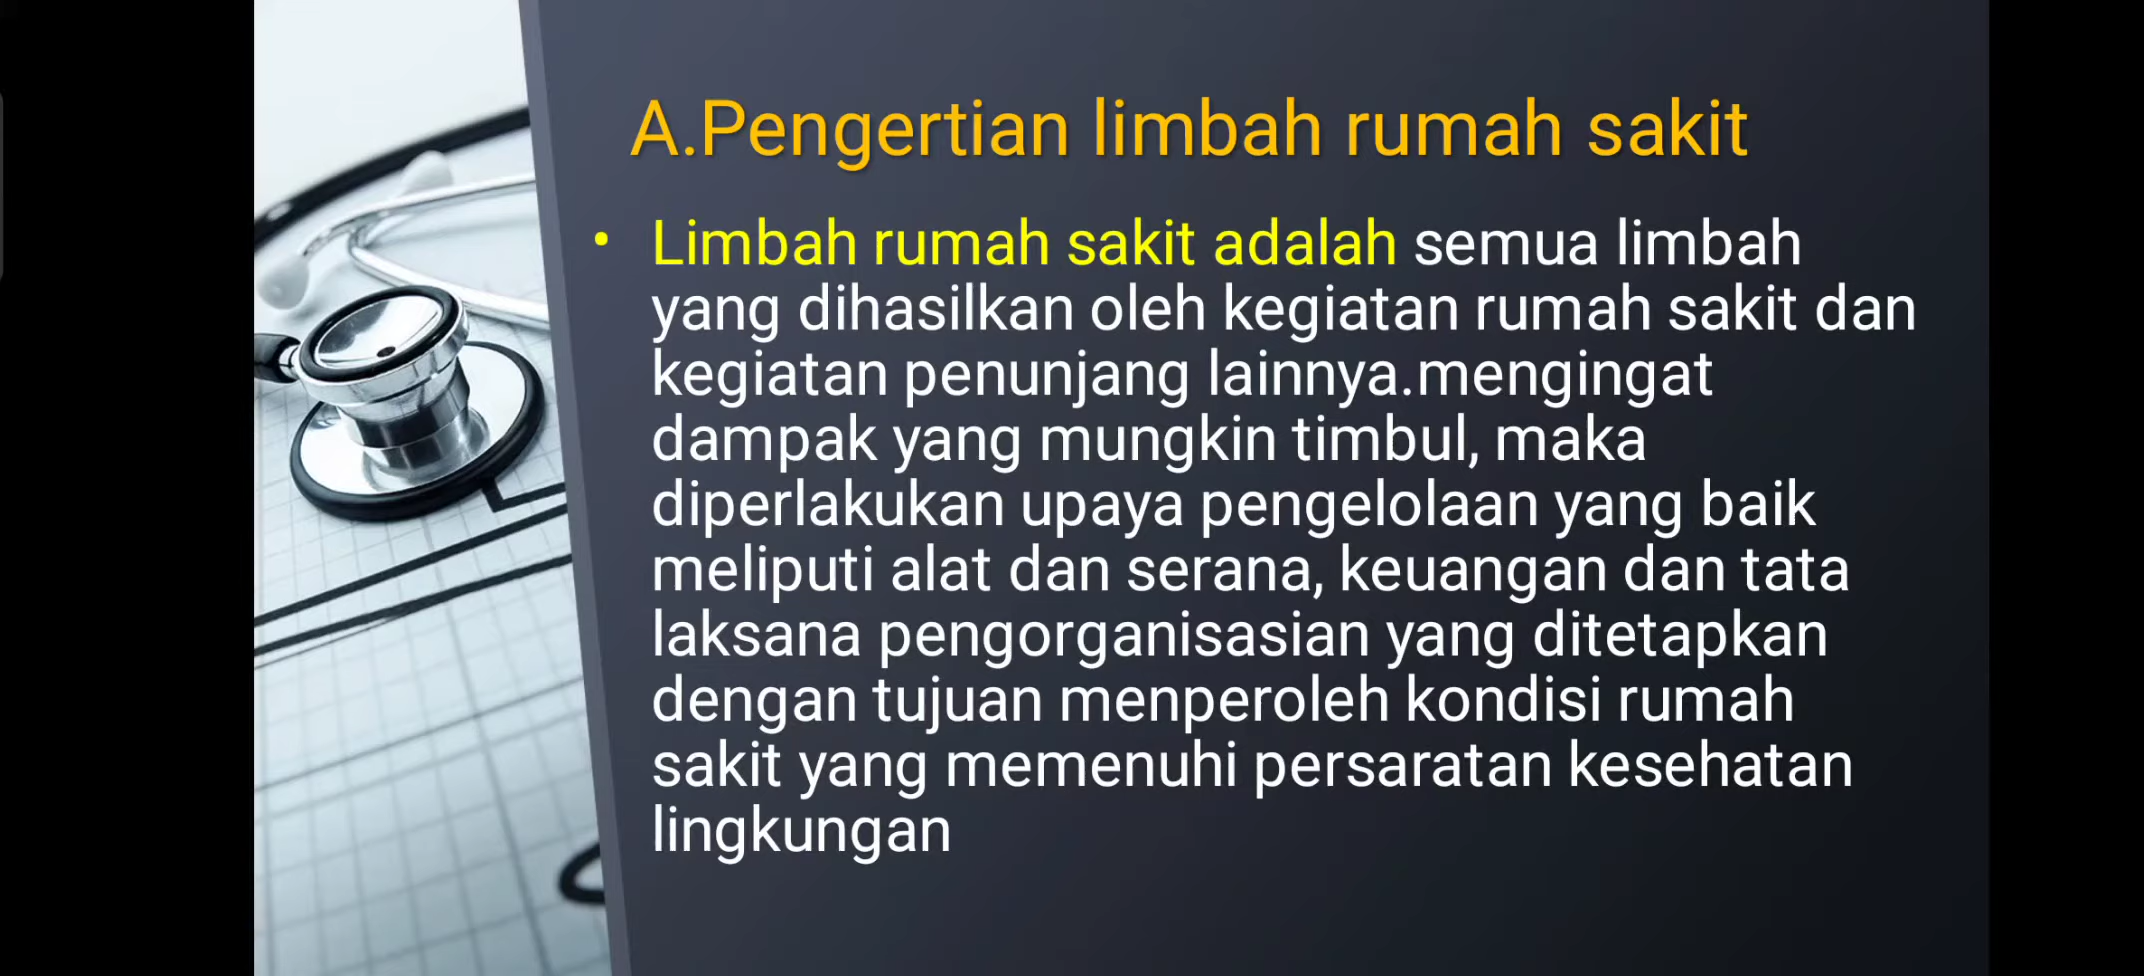 A.Pengertian limbah rumah sakit
• Limbah rumah sakit adalah semua limbah
yang dihasilkan oleh kegiatan rumah sakit dan
kegiatan penunjang lainnya.mengingat
dampak yang mungkin timbul, maka
diperlakukan upaya pengelolaan yang baik
meliputi alat dan serana, keuangan dan tata
laksana pengorganisasian yang ditetapkan
dengan tujuan menperoleh kondisi rumah
sakit yang memenuhi persaratan kesehatan
lingkungan